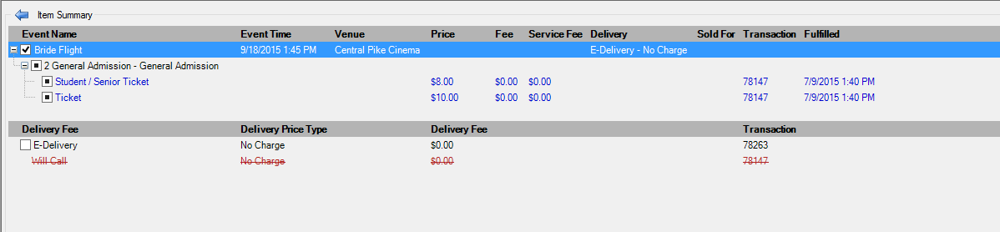 Item Summary
Event Name Event Time Venue Price Fee Service Fee Delivery Sold For Transaction Fulfilled
Bride Flight 9/18/2015 1:45 PM Central Pike Cinema E-Delivery - No Charge
2 General Admission - General Admission
Student / Senior Ticket $8.00 $0.00 $0.00 78147 7/9/2015 1:40 PM
Ticket $10.00 $0.00 $0.00 78147 7/9/2015 1:40 PM
Delivery Fee Delivery Price Type Delivery Fee Transaction
E-Delivery No Charge $0.00 78263
Will Call No Charge $0.00 78147